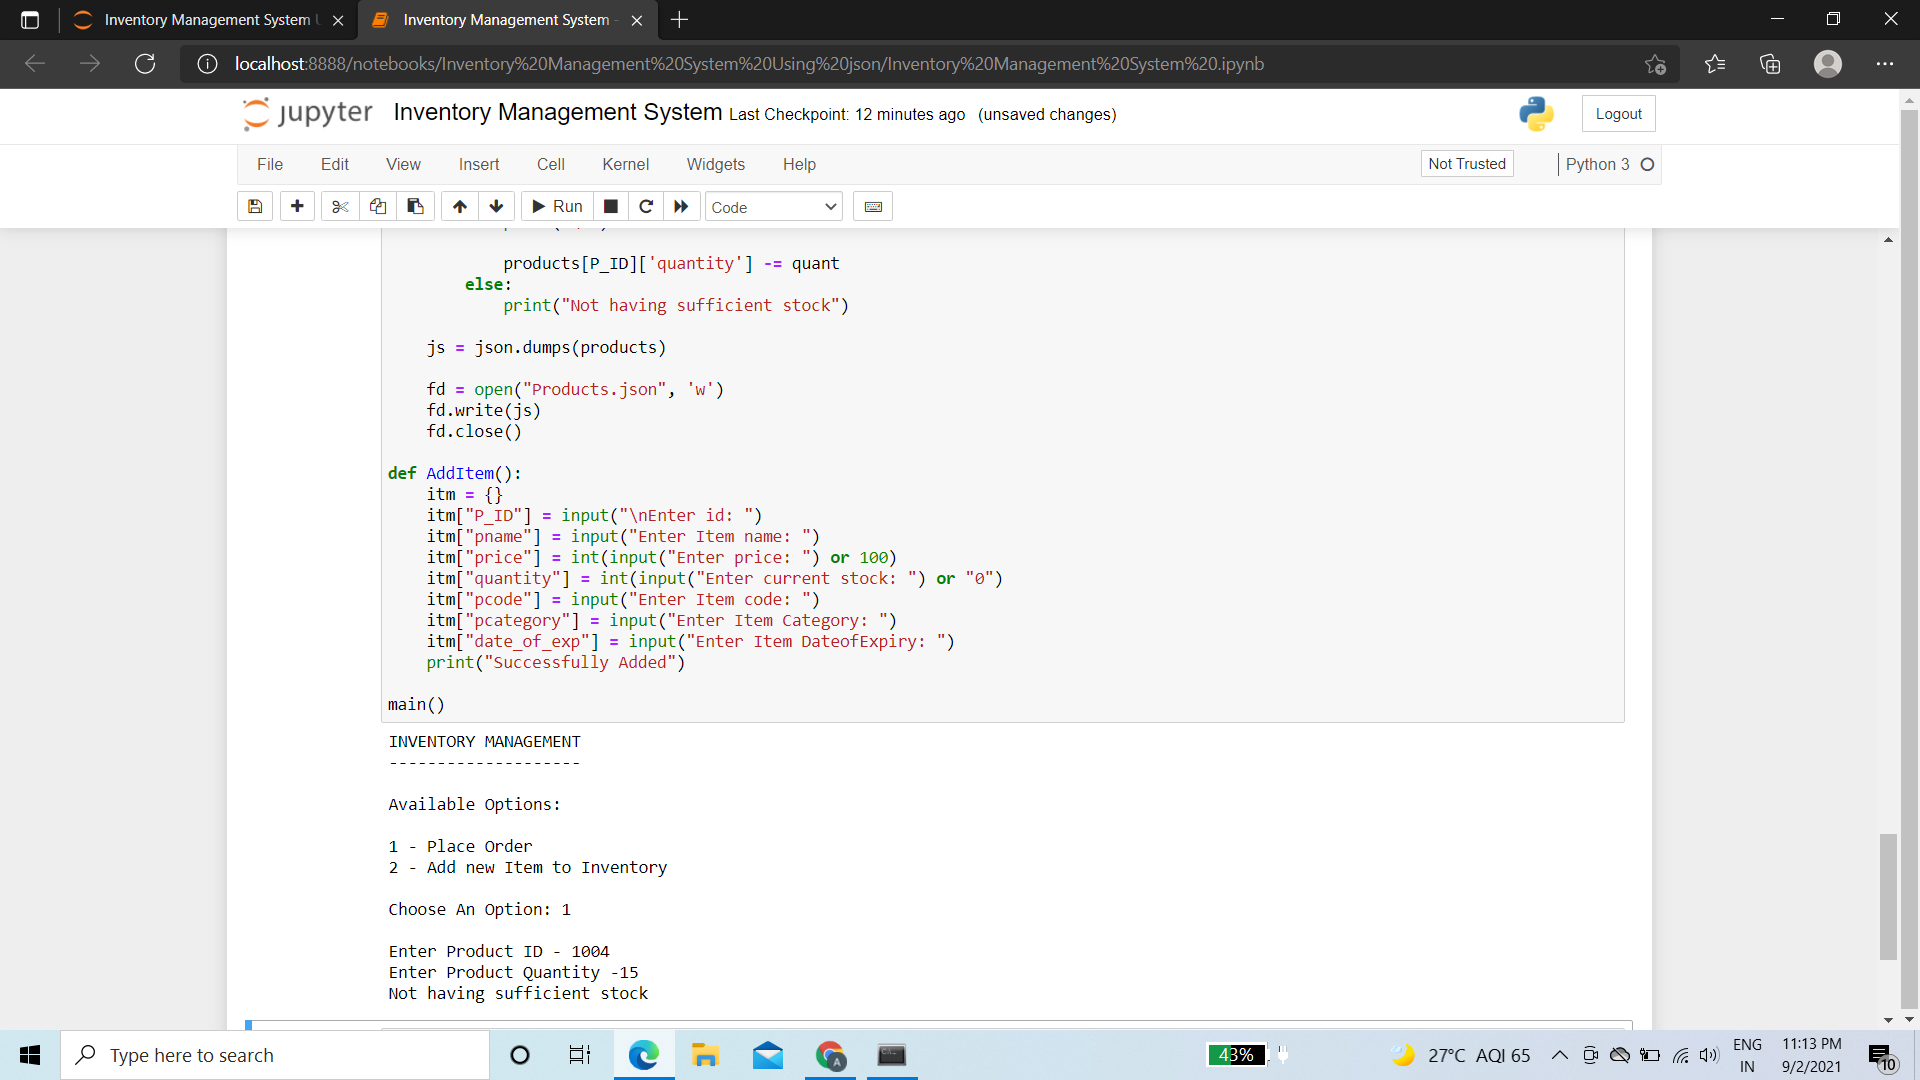 Inventory Management System U
Inventory Management System -
localhost:8888/notebooks/Inventory%20Management%20System%20Using%20json/Inventory%20Management%20System%20.ipynb
jupyter Inventory Management System Last Checkpoint: 12 minutes ago (unsaved changes)
Logout
File Edit View Insert Cell Kernel Widgets Help
Not Trusted Python 3
Run Code
products[P_ID]['quantity'] -= quant
else:
print("Not having sufficient stock")
js = json.dumps(products)
fd = open("Products.json", 'w')
fd.write(js)
fd.close()
def AddItem():
itm = {}
itm["P_ID"] = input("\nEnter id: ")
itm["pname"] = input("Enter Item name: ")
itm["price"] = int(input("Enter price: ") or 100)
itm["quantity"] = int(input("Enter current stock: ") or "0")
itm["pcode"] = input("Enter Item code: ")
itm["pcategory"] = input("Enter Item Category: ")
itm["date_of_exp"] = input("Enter Item DateofExpiry: ")
print("Successfully Added")
main()
INVENTORY MANAGEMENT
--------------------
Available Options:
1 - Place Order
2 - Add new Item to Inventory
Choose An Option: 1
Enter Product ID - 1004
Enter Product Quantity -15
Not having sufficient stock
Type here to search
43%
27°C AQI 65
ENG
IN
11:13 PM
9/2/2021
10